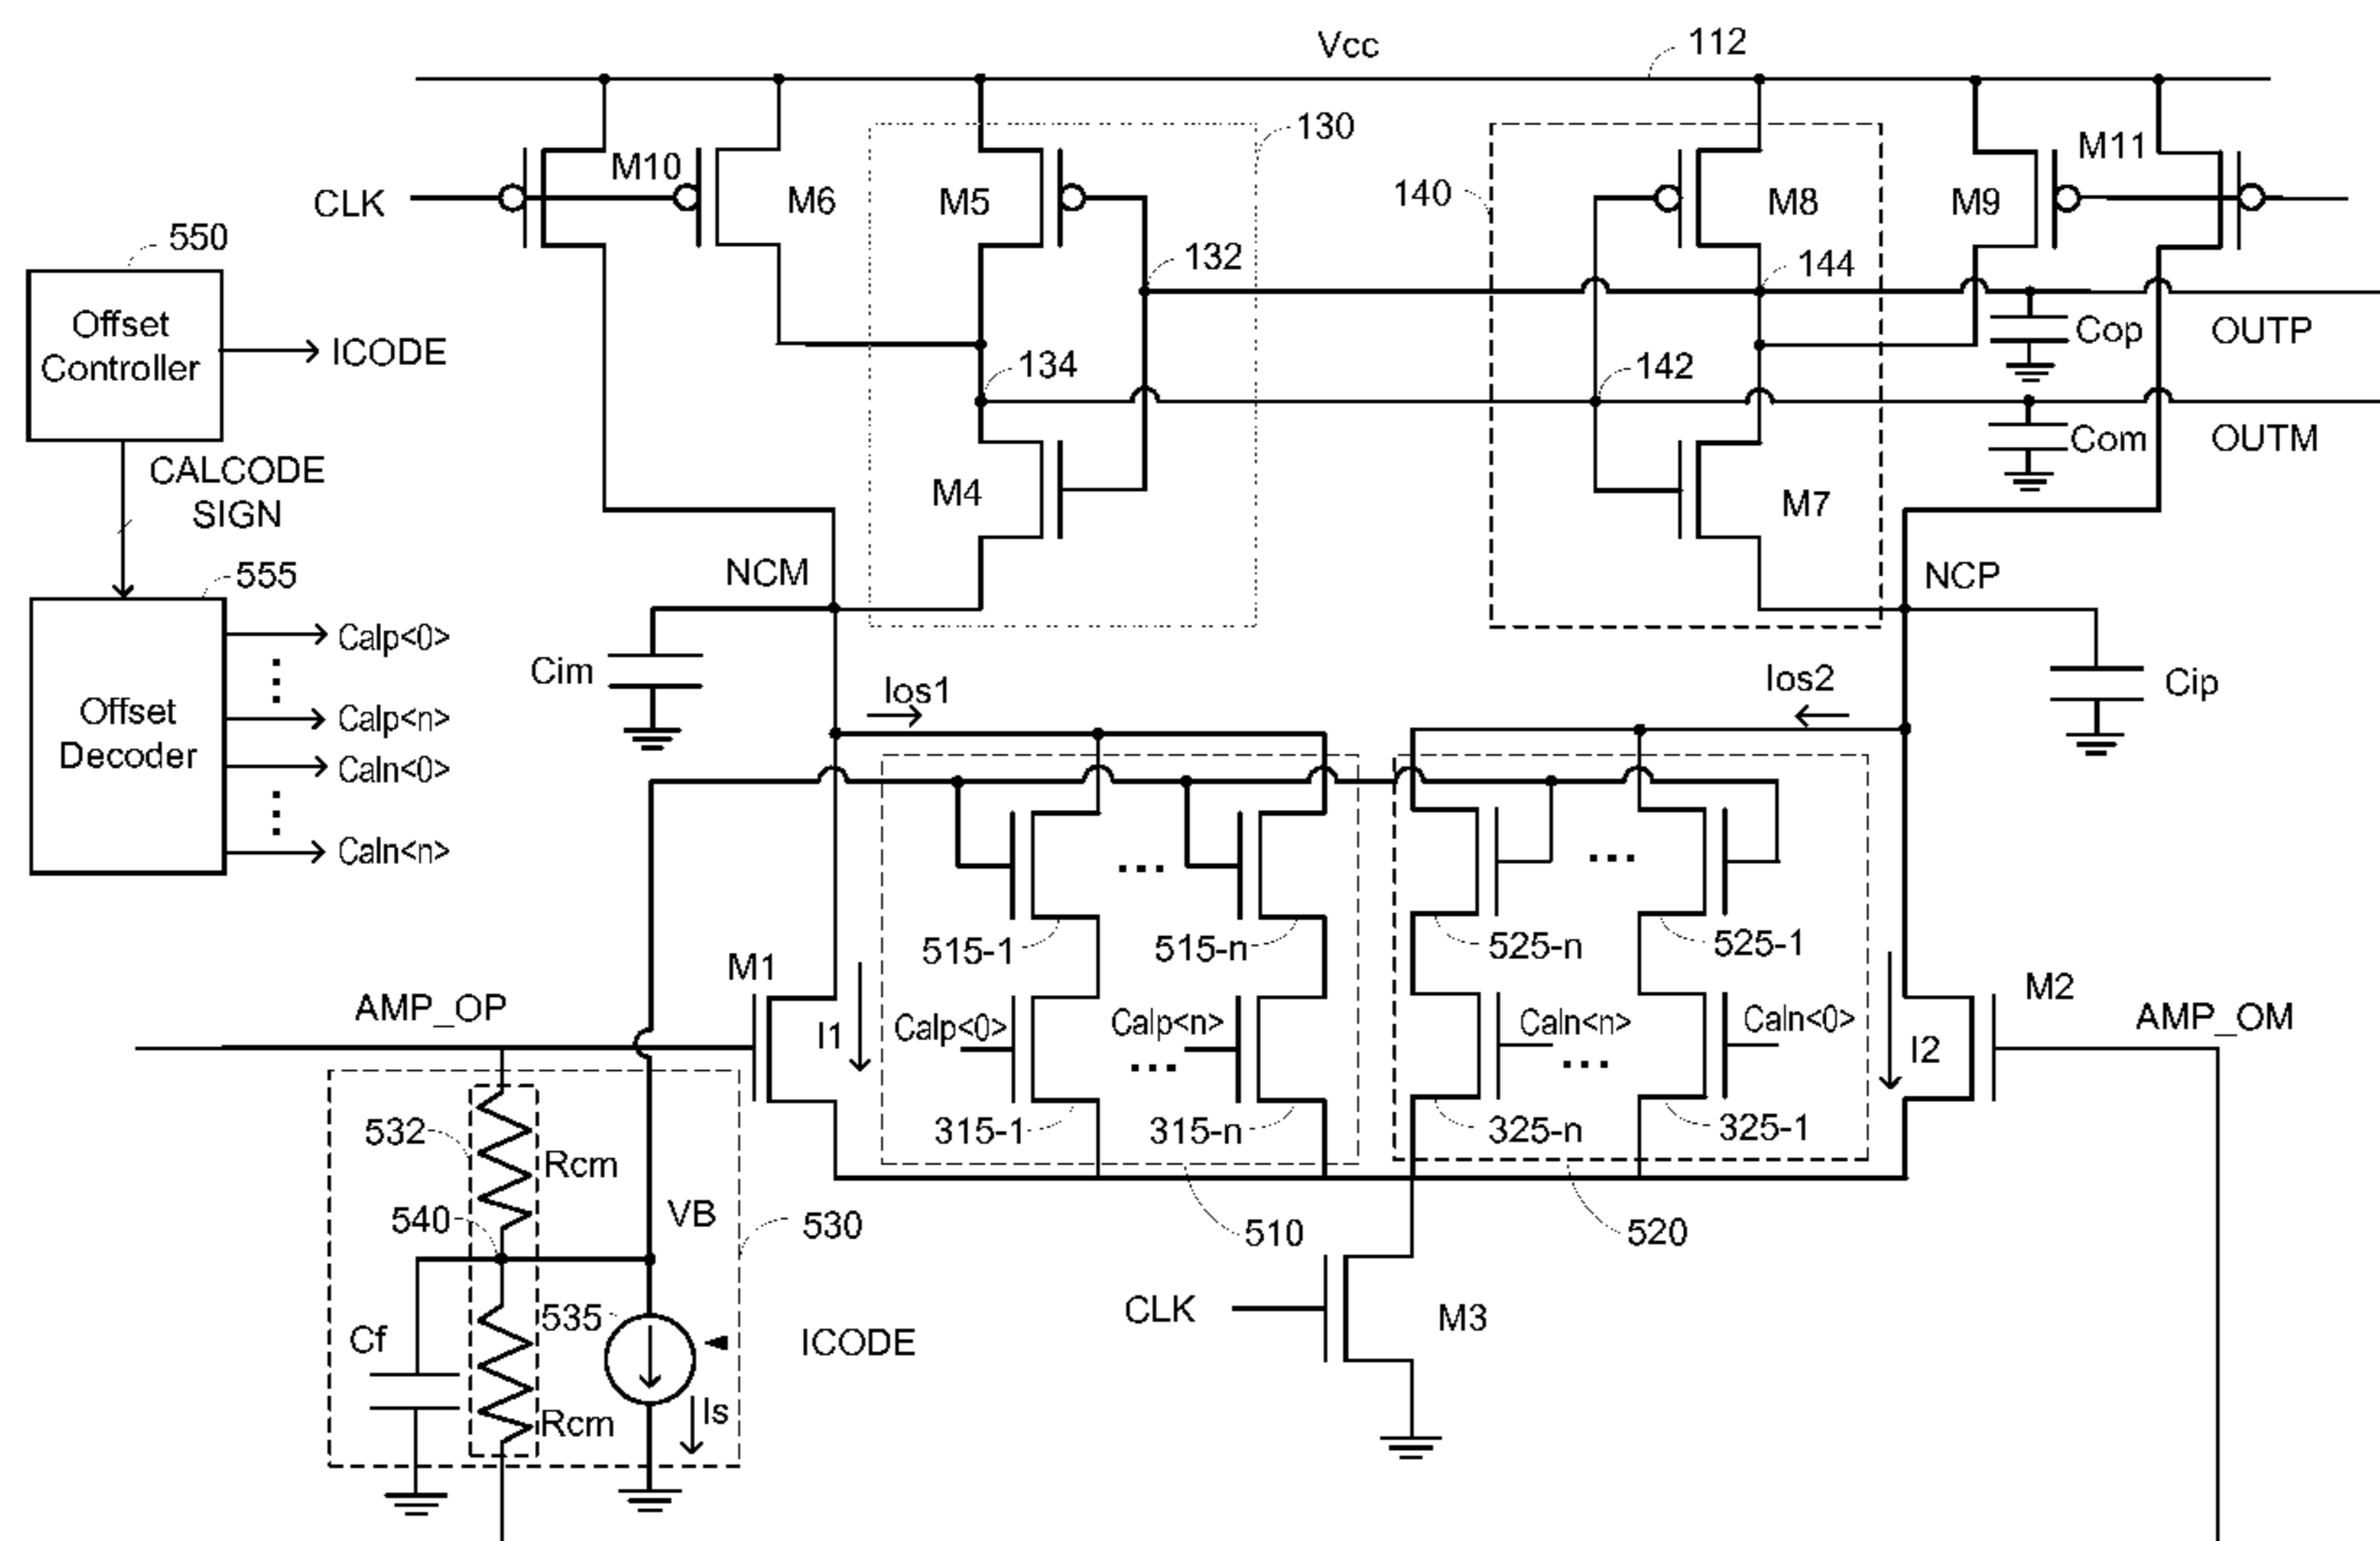 Vcc
112
130
M10
M6
M5
140
M8
M9
M11
CLK
550
Offset
Controller
ICODE
132
144
Cop
OUTP
134
142
Com
OUTM
CALCODE
SIGN
M4
M7
555
NCM
NCP
Offset
Decoder
Calp<0>
Calp<n>
Caln<0>
Caln<n>
Cim
Ios1
Ios2
Cip
515-1
515-n
525-n
525-1
M1
M2
AMP_OP
AMP_OM
I1
Calp<0>
Calp<n>
Caln<n>
Caln<0>
I2
315-1
315-n
325-n
325-1
532
Rcm
540
VB
530
510
520
535
Cf
ICODE
CLK
M3
Rcm
Is